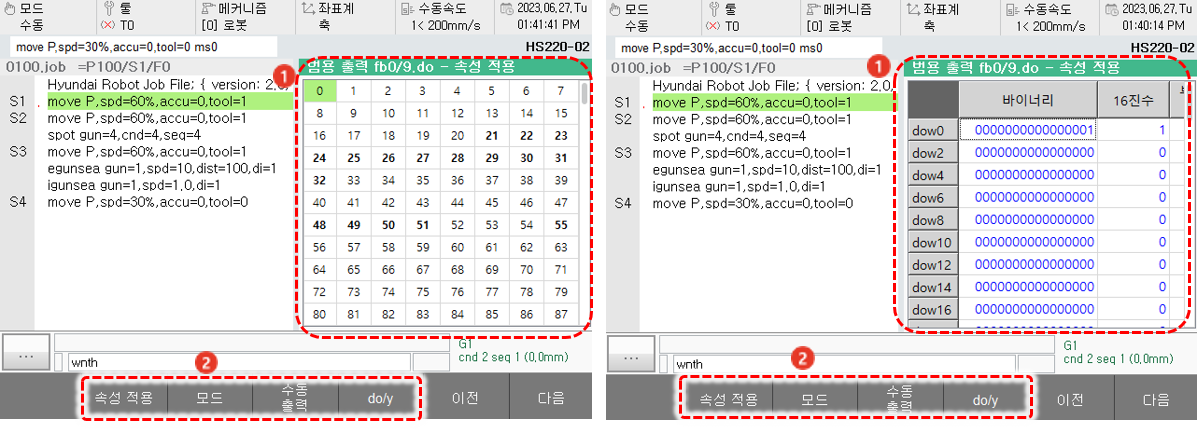 모드 툴 메커니즘 좌표계 수동속도 2023,06,27,Tu
수동 (X) T0 [0] 로봇 축 1< 200mm/s 01:41:41 PM
move P,spd=30%,accu=0,tool=0 ms0 HS220-02
0100.job =P100/S1/F0
1 범용 출력 fb0/9.do - 속성 적용
Hyundai Robot Job File; { version: 2,0,
S1 move P,spd=60%,accu=0,tool=1
S2 move P,spd=60%,accu=0,tool=1
spot gun=4,cnd=4,seq=4
S3 move P,spd=60%,accu=0,tool=1
egunsea gun=1,spd=10,dist=100,di=1
igunsea gun=1,spd=1,0,di=1
S4 move P,spd=30%,accu=0,tool=0
0 1 2 3 4 5 6 7
8 9 10 11 12 13 14 15
16 17 18 19 20 21 22 23
24 25 26 27 28 29 30 31
32 33 34 35 36 37 38 39
40 41 42 43 44 45 46 47
48 49 50 51 52 53 54 55
56 57 58 59 60 61 62 63
64 65 66 67 68 69 70 71
72 73 74 75 76 77 78 79
80 81 82 83 84 85 86 87
...
wnth
G1
cnd 2 seq 1 (0,0mm)
2
속성 적용 모드 수동 출력 do/y 이전 다음
모드 툴 메커니즘 좌표계 수동속도 2023,06,27,Tu
수동 (X) T0 [0] 로봇 축 1< 200mm/s 01:40:14 PM
move P,spd=30%,accu=0,tool=0 ms0 HS220-02
0100.job =P100/S1/F0
1 범용 출력 fb0/9.do - 속성 적용
Hyundai Robot Job File; { version: 2,0,
S1 move P,spd=60%,accu=0,tool=1
S2 move P,spd=60%,accu=0,tool=1
spot gun=4,cnd=4,seq=4
S3 move P,spd=60%,accu=0,tool=1
egunsea gun=1,spd=10,dist=100,di=1
igunsea gun=1,spd=1,0,di=1
S4 move P,spd=30%,accu=0,tool=0
바이너리 16진수
dow0 0000000000000001 1
dow2 0000000000000000 0
dow4 0000000000000000 0
dow6 0000000000000000 0
dow8 0000000000000000 0
dow10 0000000000000000 0
dow12 0000000000000000 0
dow14 0000000000000000 0
dow16 0000000000000000 0
...
wnth
G1
cnd 2 seq 1 (0,0mm)
2
속성 적용 모드 수동 출력 do/y 이전 다음